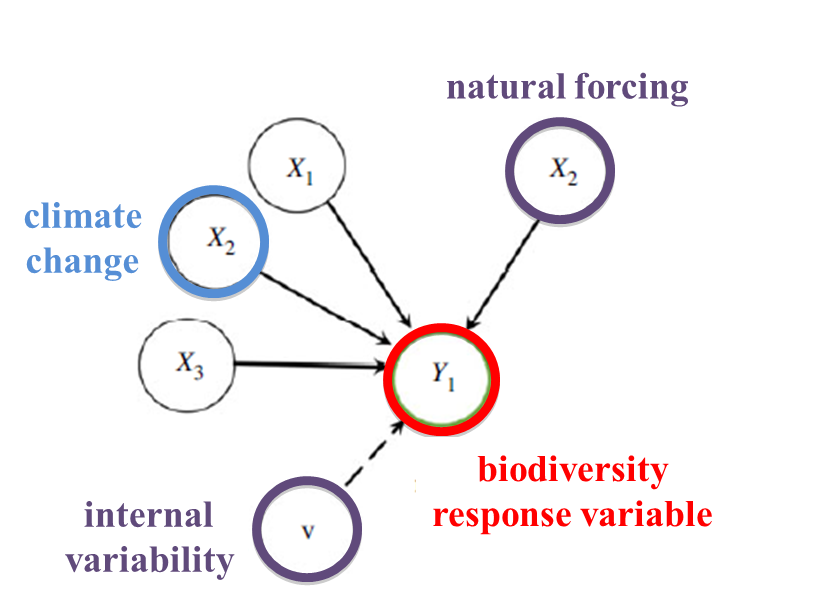 natural forcing
X₁
X₂
climate
change
X₂
X₃
Y₁
biodiversity
response variable
internal
variability
v